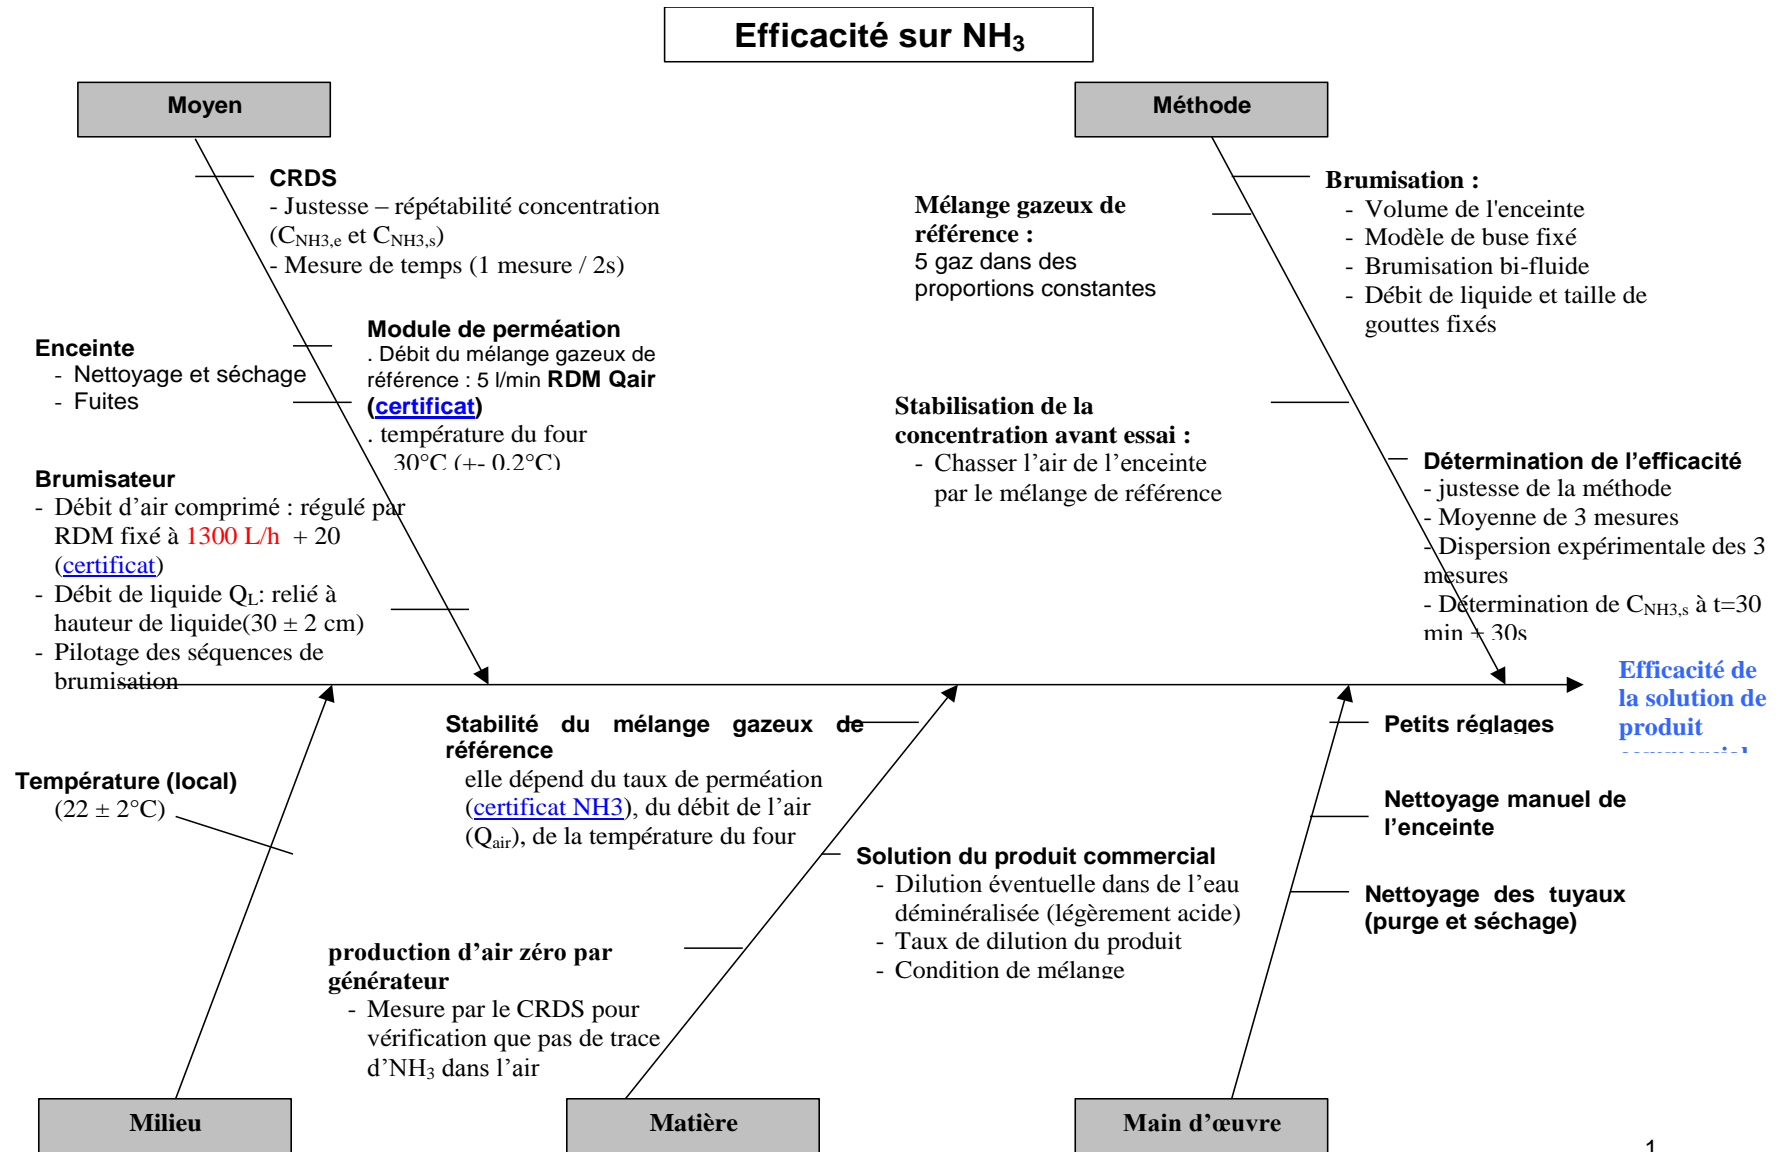 Efficacité sur NH3
Moyen
Méthode
CRDS
- Justesse – répétabilité concentration
(CNH3,e et CNH3,s)
- Mesure de temps (1 mesure / 2s)
Enceinte
- Nettoyage et séchage
- Fuites
Module de perméation
. Débit du mélange gazeux de
référence : 5 l/min RDM Qair
(certificat)
. température du four
30°C (+- 0.2°C)
Brumisateur
- Débit d’air comprimé : régulé par
RDM fixé à 1300 L/h + 20
(certificat)
- Débit de liquide QL: relié à
hauteur de liquide(30 ± 2 cm)
- Pilotage des séquences de
brumisation
Mélange gazeux de
référence :
5 gaz dans des
proportions constantes
Brumisation :
- Volume de l'enceinte
- Modèle de buse fixé
- Brumisation bi-fluide
- Débit de liquide et taille de
gouttes fixés
Stabilisation de la
concentration avant essai :
- Chasser l’air de l’enceinte
par le mélange de référence
Détermination de l’efficacité
- justesse de la méthode
- Moyenne de 3 mesures
- Dispersion expérimentale des 3
mesures
- Détermination de CNH3,s à t=30
min ± 30s
Efficacité de
la solution de
produit
commercial
Température (local)
(22 ± 2°C)
Stabilité du mélange gazeux de
référence
elle dépend du taux de perméation
(certificat NH3), du débit de l’air
(Qair), de la température du four
production d’air zéro par
générateur
- Mesure par le CRDS pour
vérification que pas de trace
d’NH3 dans l’air
Solution du produit commercial
- Dilution éventuelle dans de l’eau
déminéralisée (légèrement acide)
- Taux de dilution du produit
- Condition de mélange
Petits réglages
Nettoyage manuel de
l’enceinte
Nettoyage des tuyaux
(purge et séchage)
Milieu
Matière
Main d’œuvre
1